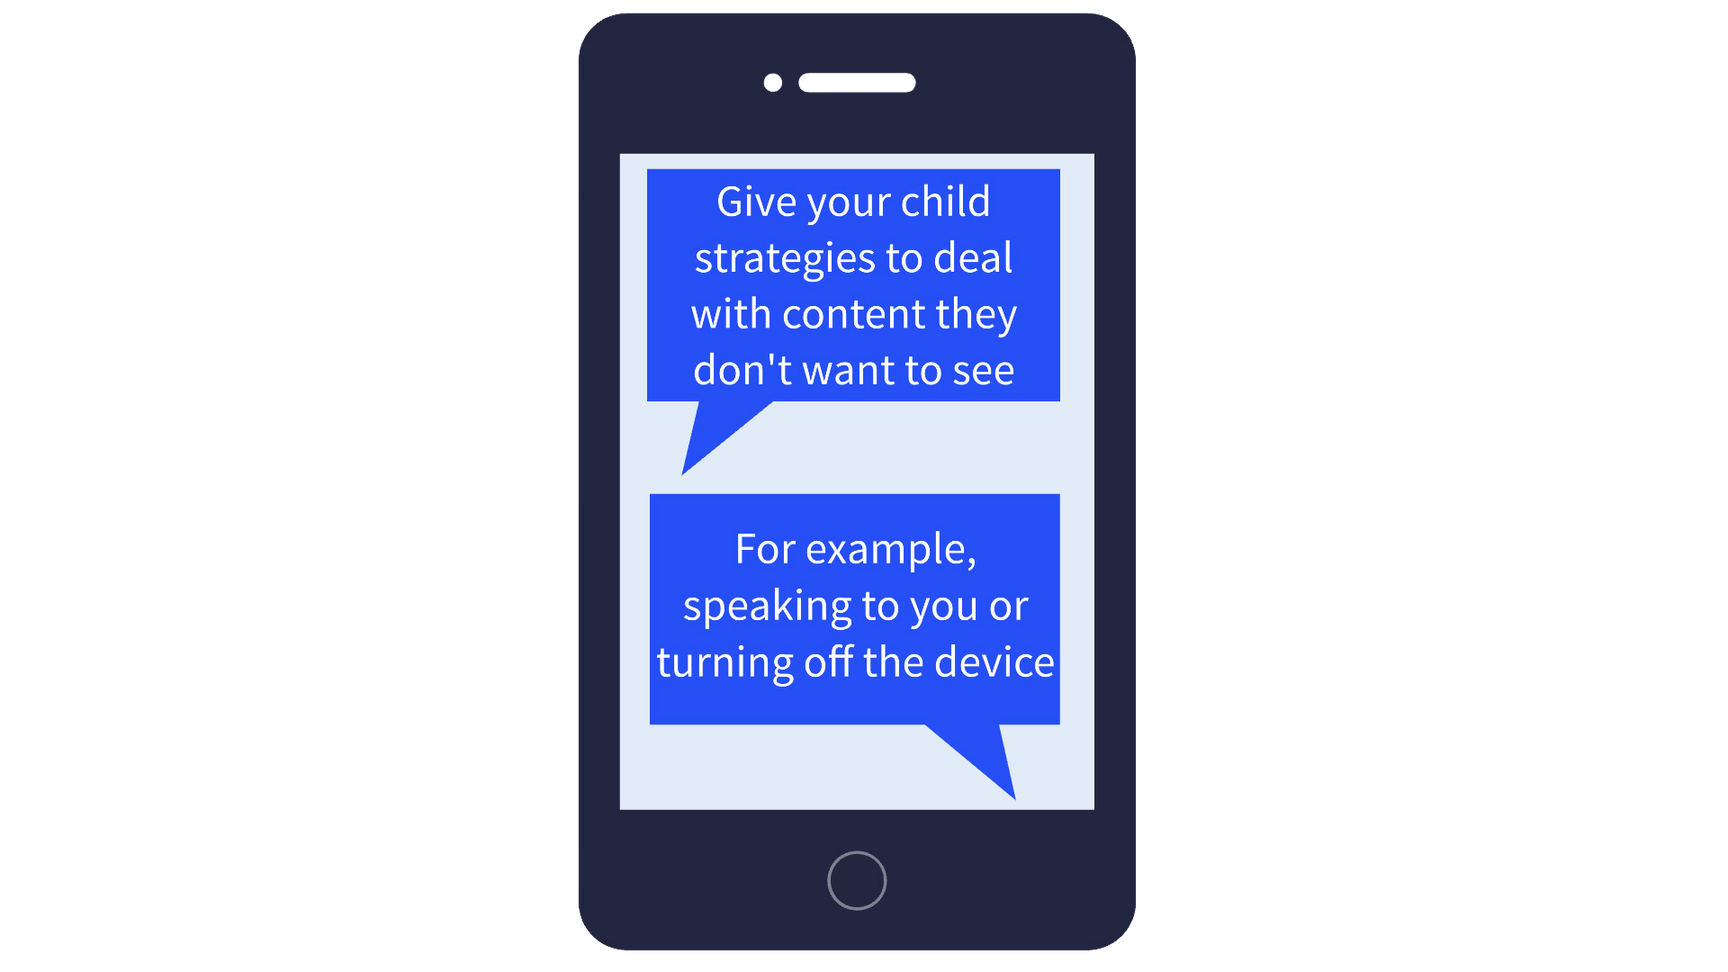 Give your child
strategies to deal
with content they
don't want to see
For example,
speaking to you or
turning off the device